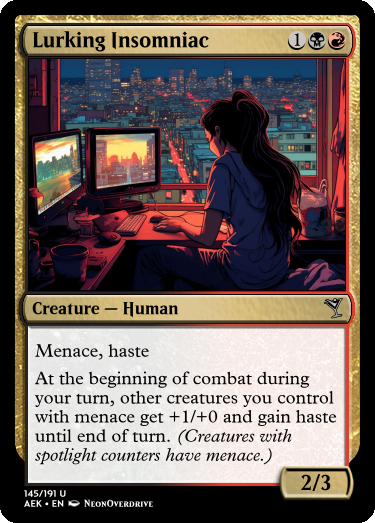 Lurking Insomniac 1
Creature — Human
Menace, haste
At the beginning of combat during
your turn, other creatures you control
with menace get +1/+0 and gain haste
until end of turn. (Creatures with
spotlight counters have menace.)
2/3
145/191 U
AEK • EN NeonOverdrive